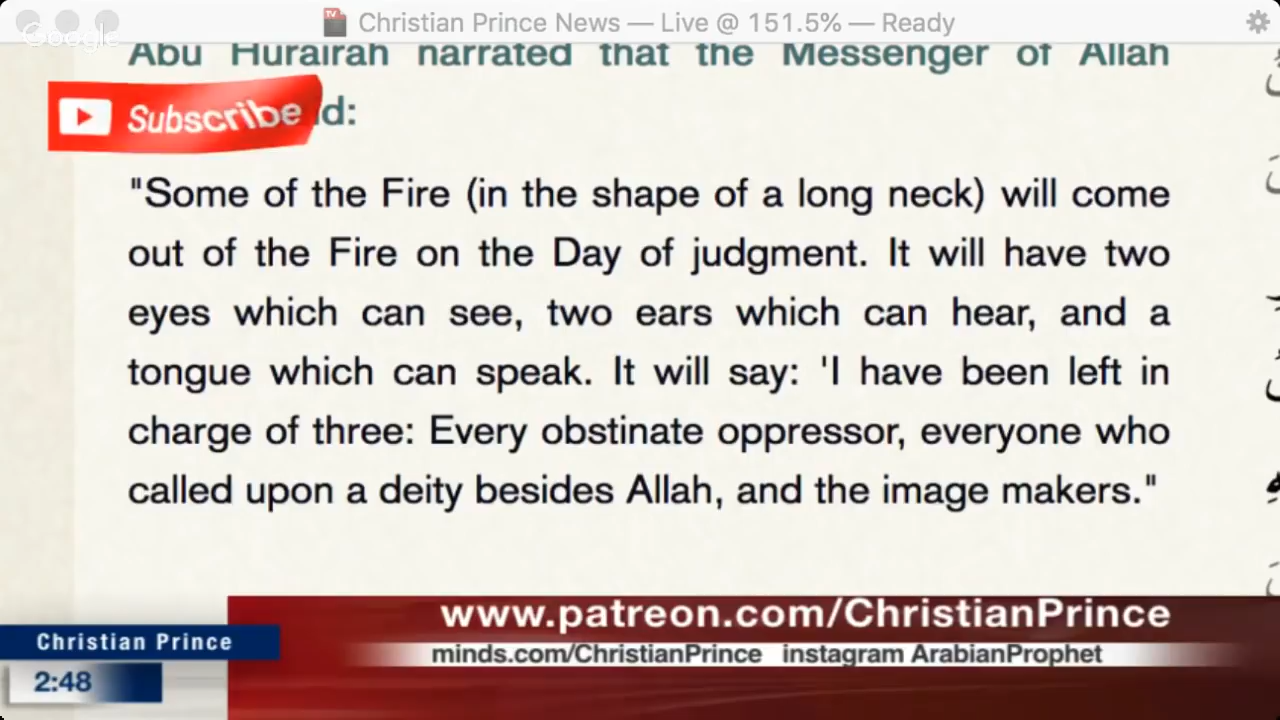 Christian Prince News — Live @ 151.5% — Ready
Google
Abu Hurairah narrated that the Messenger of Allah
Subscribe
d:
"Some of the Fire (in the shape of a long neck) will come
out of the Fire on the Day of judgment. It will have two
eyes which can see, two ears which can hear, and a
tongue which can speak. It will say: 'I have been left in
charge of three: Every obstinate oppressor, everyone who
called upon a deity besides Allah, and the image makers."
www.patreon.com/ChristianPrince
Christian Prince
minds.com/ChristianPrince instagram ArabianProphet
2:48